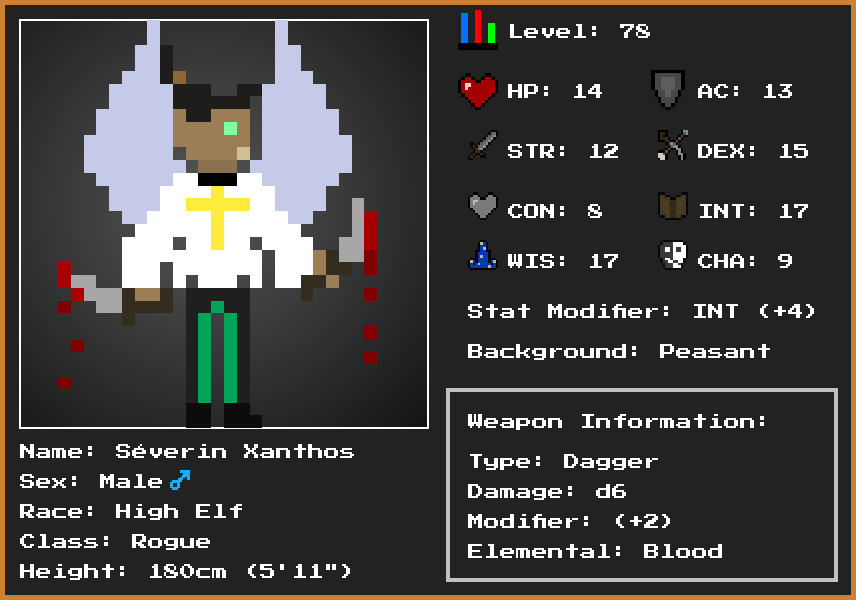 Level: 78
HP: 14
AC: 13
STR: 12
DEX: 15
CON: 8
INT: 17
WIS: 17
CHA: 9
Stat Modifier: INT (+4)
Background: Peasant
Weapon Information:
Type: Dagger
Damage: d6
Modifier: (+2)
Elemental: Blood
Name: Séverin Xanthos
Sex: Male♂
Race: High Elf
Class: Rogue
Height: 180cm (5'11")